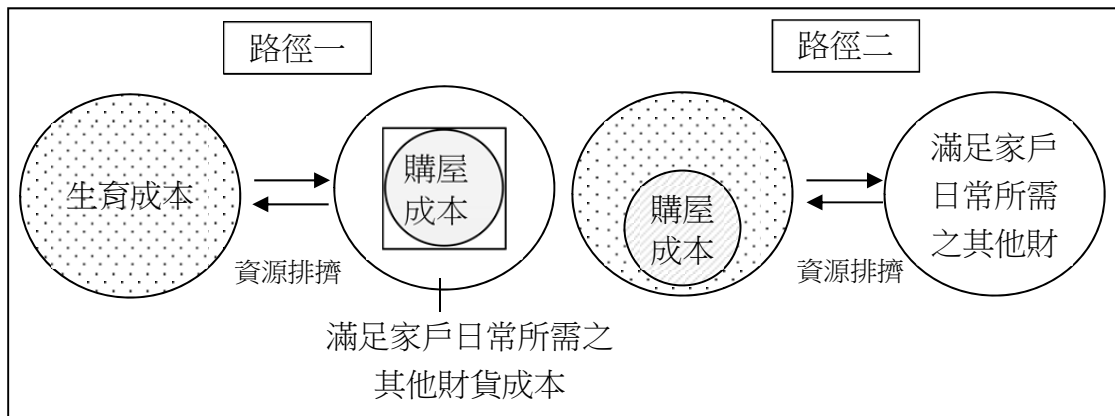 路徑一
生育成本
資源排擠
購屋
成本
滿足家戶日常所需之
其他財貨成本
路徑二
購屋
成本
資源排擠
滿足家戶
日常所需
之其他財